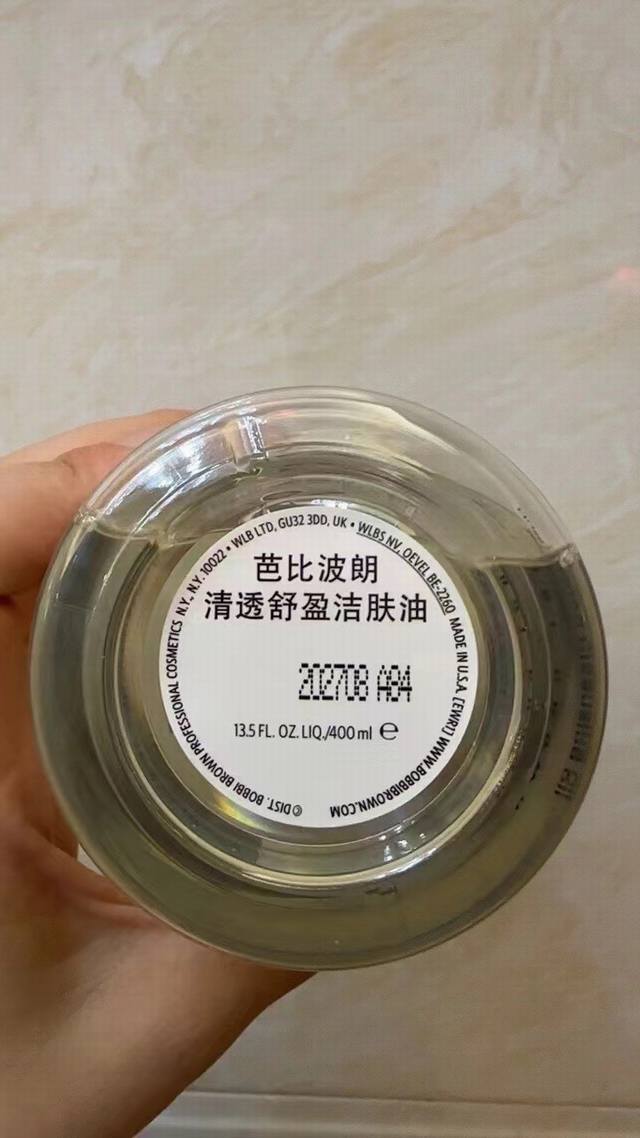 芭比波朗
清透舒盈洁肤油
202708 A84
13.5 FL. OZ. LIQ./400 ml ℮
©DIST. BOBBI BROWN PROFESSIONAL COSMETICS N.Y., N.Y. 10022 • WLB LTD, GU32 3DD, UK • WLBS NV, OEVEL BE-2260 MADE IN U.S.A. [EWR1] WWW.BOBBIBROWN.COM